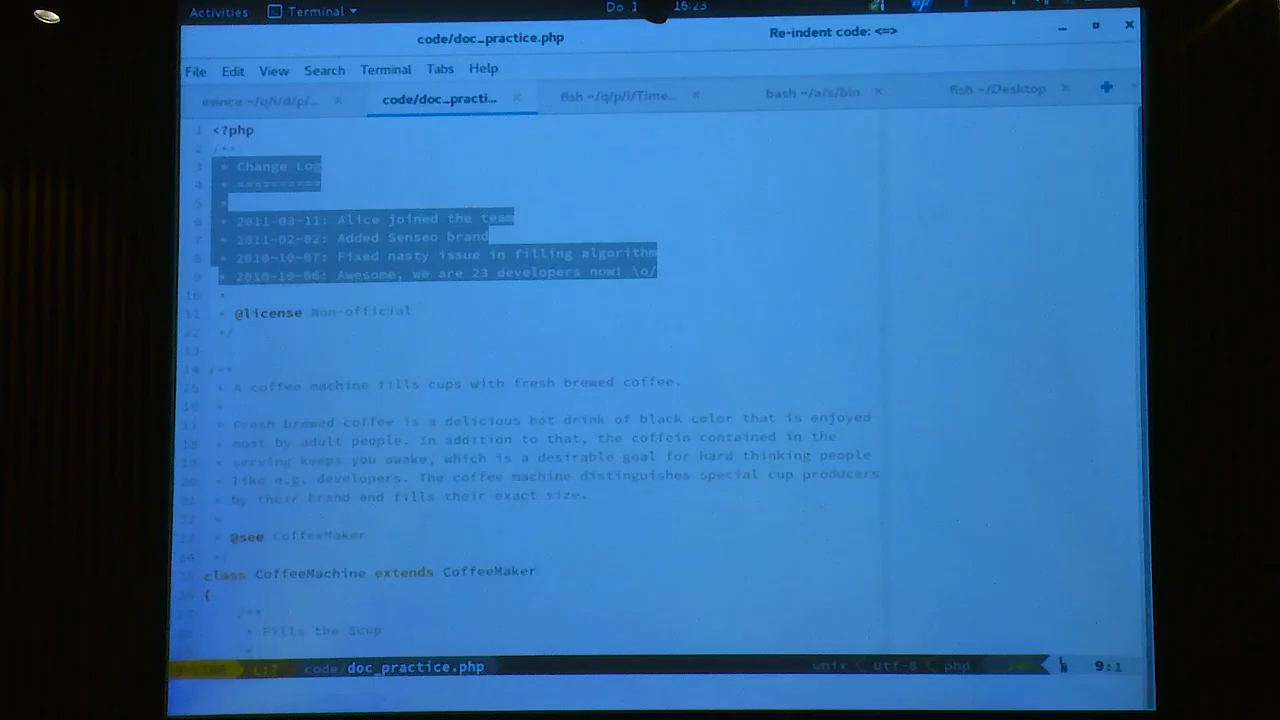 Activities Terminal Do 1 16:23
code/doc_practice.php Re-indent code: <=>
File Edit View Search Terminal Tabs Help
evince ~/q/i/d/p/... × code/doc_practi... × fish ~/q/p/i/Time... × bash ~/a/s/bin × fish ~/Desktop ×
1 <?php
2 /**
3 * Change Log
4 * ==========
5 *
6 * 2011-03-11: Alice joined the team
7 * 2011-02-02: Added Senseo brand
8 * 2010-10-07: Fixed nasty issue in filling algorithm
9 * 2010-10-06: Awesome, we are 23 developers now! \o/
10 *
11 * @license Non-official
12 */
13
14 /**
15 * A coffee machine fills cups with fresh brewed coffee.
16 *
17 * Fresh brewed coffee is a delicious hot drink of black color that is enjoyed
18 * most by adult people. In addition to that, the coffein contained in the
19 * serving keeps you awake, which is a desirable goal for hard thinking people
20 * like e.g. developers. The coffee machine distinguishes special cup producers
21 * by their brand and fills their exact size.
22 *
23 * @see CoffeeMaker
24 */
25 class CoffeeMachine extends CoffeeMaker
26 {
27 /**
28 * Fills the $cup
*
L:7 code/doc_practice.php unix utf-8 php 9:1